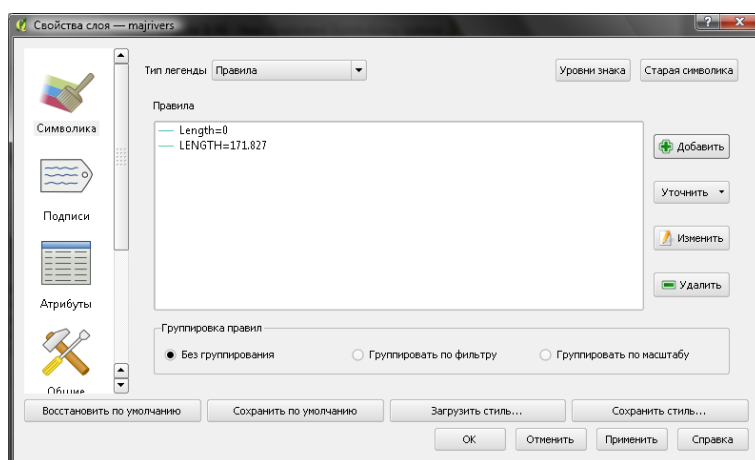 Свойства слоя — majrivers
Тип легенды Правила
Уровни знака
Старая символика
Символика
Подписи
Атрибуты
Общие
Правила
Length=0
LENGTH=171.827
Добавить
Уточнить
Изменить
Удалить
Группировка правил
Без группирования
Группировать по фильтру
Группировать по масштабу
Восстановить по умолчанию
Сохранить по умолчанию
Загрузить стиль...
Сохранить стиль...
OK
Отменить
Применить
Справка